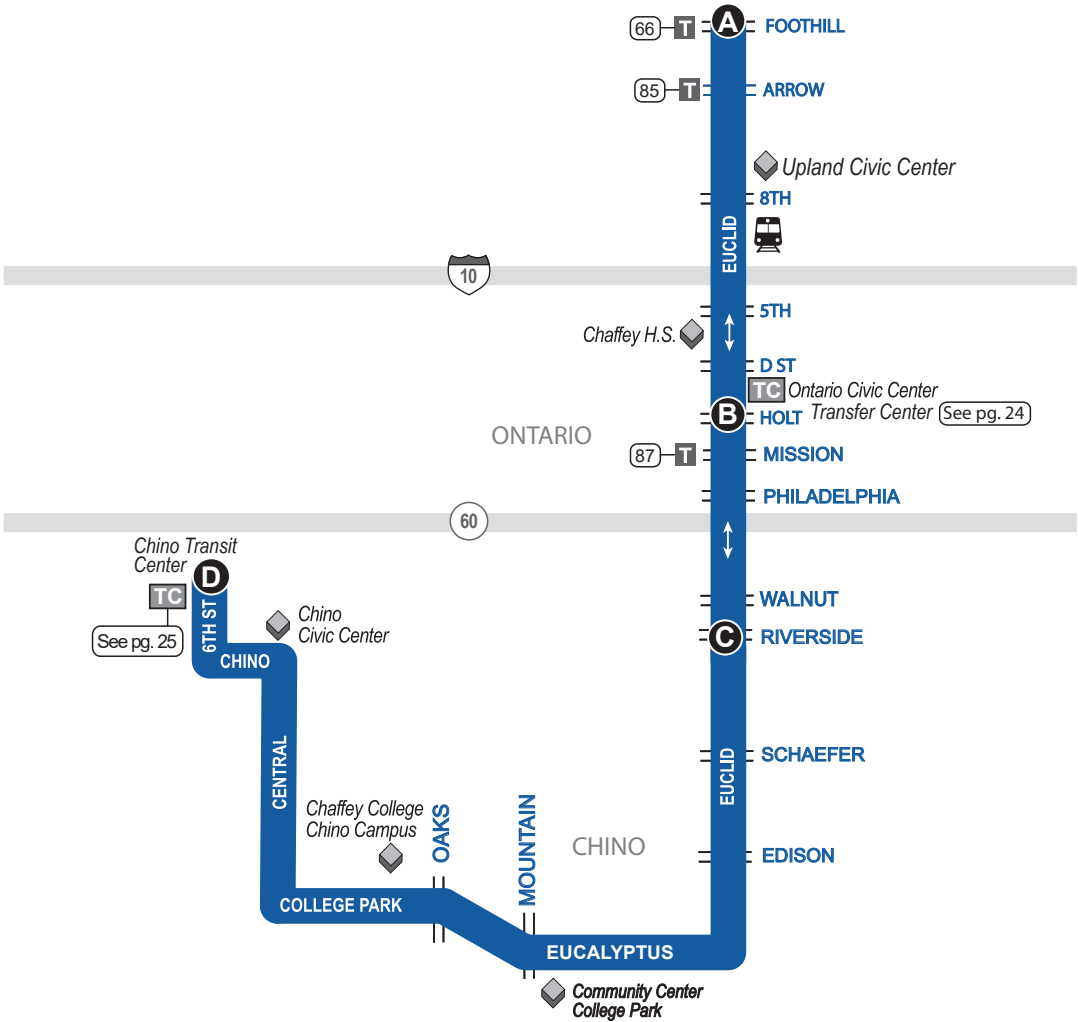 66 T A FOOTHILL
85 T ARROW
Upland Civic Center
8TH
EUCLID
10
5TH
Chaffey H.S.
D ST
TC Ontario Civic Center
B HOLT Transfer Center See pg. 24
ONTARIO
87 T MISSION
PHILADELPHIA
60
Chino Transit
Center
D
TC
6TH ST
See pg. 25
Chino
Civic Center
CHINO
WALNUT
C RIVERSIDE
SCHAEFER
EUCLID
CENTRAL
Chaffey College
Chino Campus
OAKS
MOUNTAIN
CHINO
EDISON
COLLEGE PARK
EUCALYPTUS
Community Center
College Park